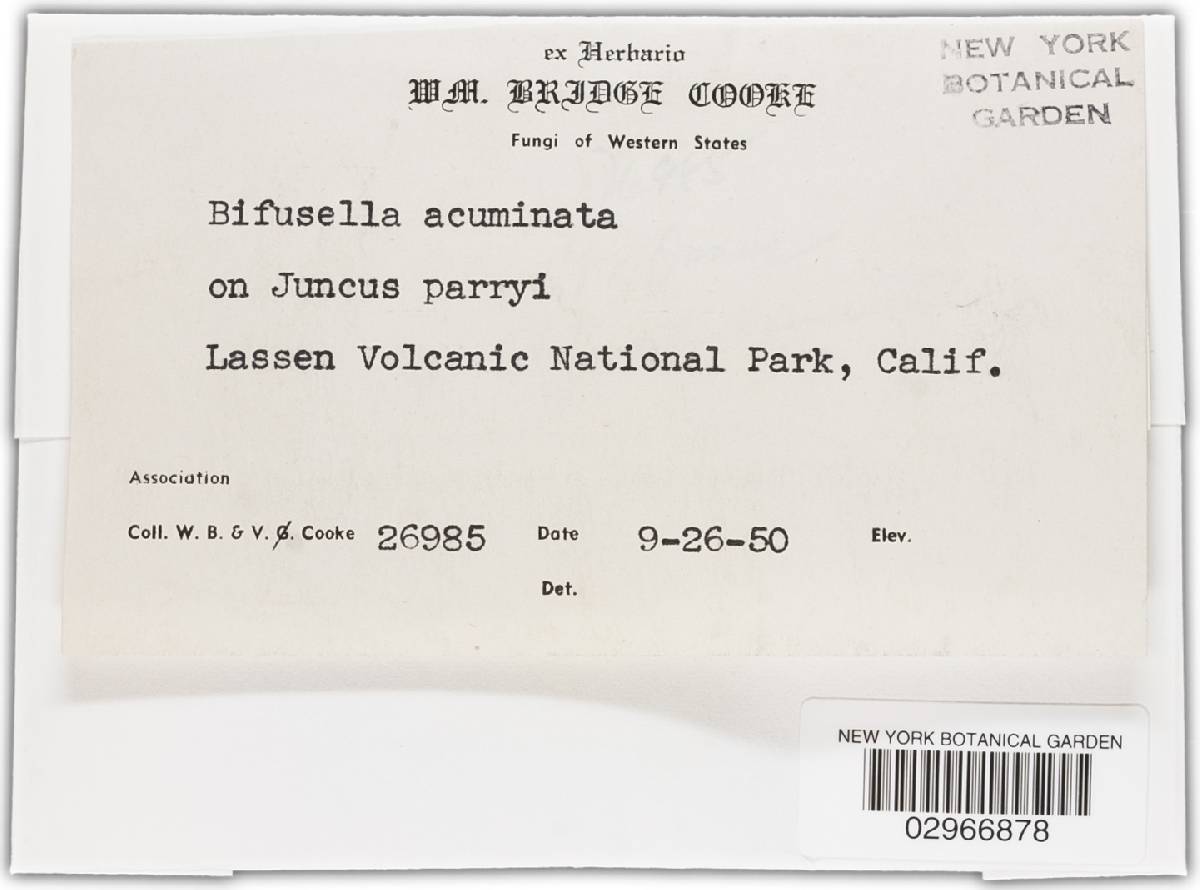 ex Herbario
WM. BRIDGE COOKE
Fungi of Western States
NEW YORK
BOTANICAL
GARDEN
Bifusella acuminata
on Juncus parryi
Lassen Volcanic National Park, Calif.
Association
Coll. W. B. & V. G. Cooke 26985 Date 9-26-50 Elev.
Det.
NEW YORK BOTANICAL GARDEN
02966878